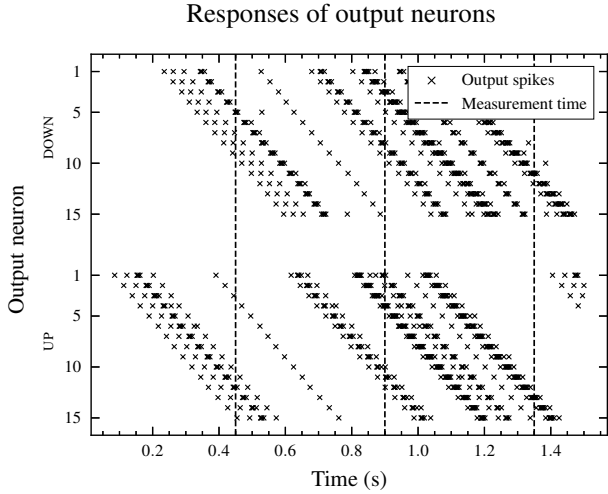 Responses of output neurons
1
5
10
15
1
5
10
15
DOWN
UP
Output neuron
Output spikes
Measurement time
0.2 0.4 0.6 0.8 1.0 1.2 1.4
Time (s)